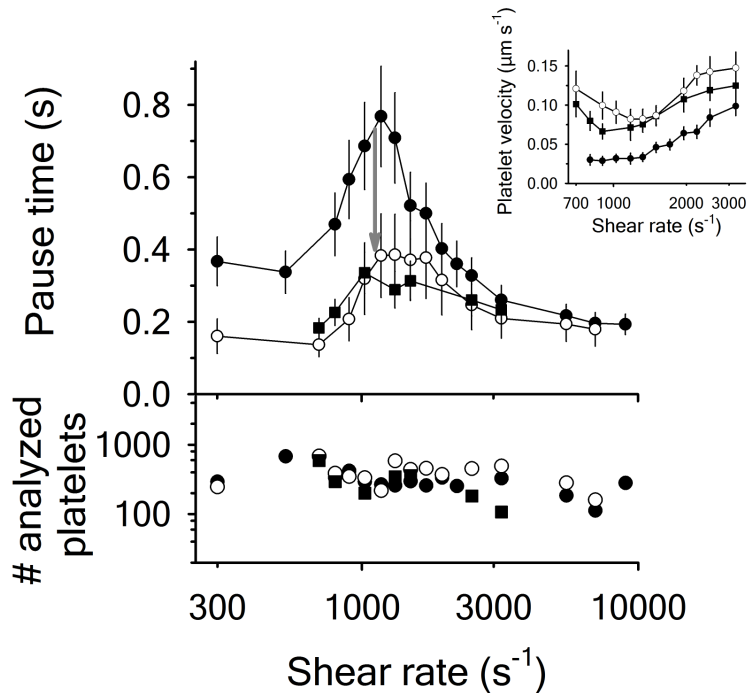 Pause time (s)
0.8
0.6
0.4
0.2
0.0
Platelet velocity (µm s⁻¹)
0.15
0.10
0.05
0.00
700 1000 2000 3000
Shear rate (s⁻¹)
# analyzed
platelets
1000
100
300 1000 3000 10000
Shear rate (s⁻¹)